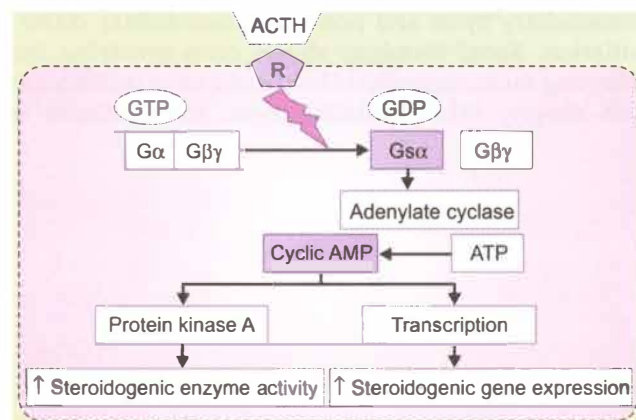 ACTH
R
GTP
GDP
Gα Gβγ
Gsα
Gβγ
Adenylate cyclase
Cyclic AMP
ATP
Protein kinase A
Transcription
↑ Steroidogenic enzyme activity
↑ Steroidogenic gene expression